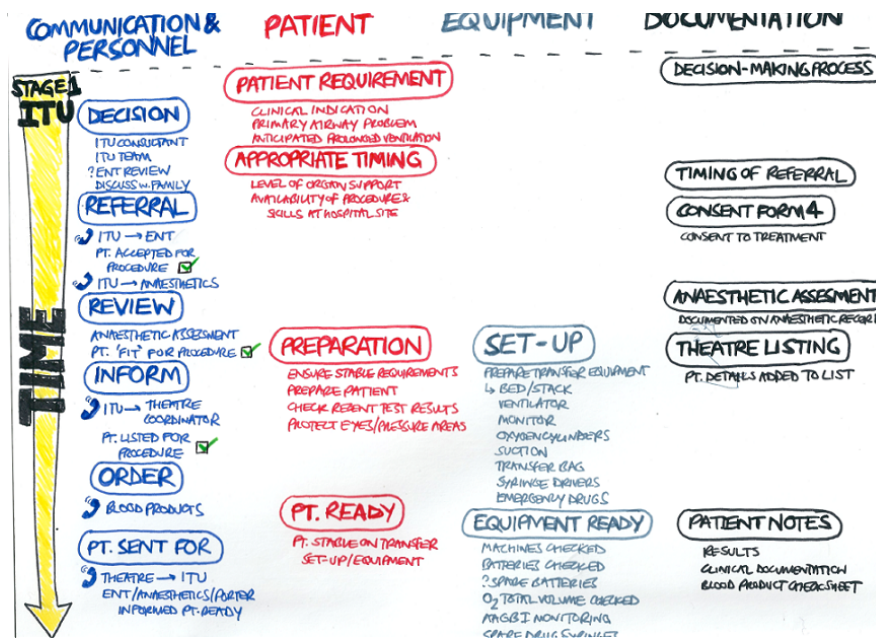 COMMUNICATION &
PERSONNEL
PATIENT
EQUIPMENT
DOCUMENTATION
STAGE 1
ITU
TIME
DECISION
ITU CONSULTANT
ITU TEAM
? ENT REVIEW
DISCUSS W. FAMILY
REFERRAL
ITU → ENT
PT. ACCEPTED FOR
PROCEDURE
ITU → ANAESTHETICS
REVIEW
ANAESTHETIC ASSESSMENT
PT. 'FIT' FOR PROCEDURE
INFORM
ITU → THEATRE
COORDINATOR
PT. LISTED FOR
PROCEDURE
ORDER
BLOOD PRODUCTS
PT. SENT FOR
THEATRE → ITU
ENT/ANAESTHETICS/PORTER
INFORMED PT. READY
PATIENT REQUIREMENT
CLINICAL INDICATION
PRIMARY AIRWAY PROBLEM
ANTICIPATED PROLONGED VENTILATION
APPROPRIATE TIMING
LEVEL OF ORGAN SUPPORT
AVAILABILITY OF PROCEDURE &
SKILLS AT HOSPITAL SITE
PREPARATION
ENSURE STABLE REQUIREMENTS
PREPARE PATIENT
CHECK RECENT TEST RESULTS
PROTECT EYES/PRESSURE AREAS
PT. READY
PT. STABLE ON TRANSFER
SET-UP/EQUIPMENT
SET-UP
PREPARE TRANSFER EQUIPMENT
↳ BED/STACK
VENTILATOR
MONITOR
OXYGEN CYLINDERS
SUCTION
TRANSFER BAG
SYRINGE DRIVERS
EMERGENCY DRUGS
EQUIPMENT READY
MACHINES CHECKED
BATTERIES CHECKED
? SPARE BATTERIES
O2 TOTAL VOLUME CHECKED
AAGBI MONITORING
SPARE DRUG SYRINGES
DECISION-MAKING PROCESS
TIMING OF REFERRAL
CONSENT FORM 4
CONSENT TO TREATMENT
ANAESTHETIC ASSESMENT
DOCUMENTED ON ANAESTHETIC RECORD
THEATRE LISTING
PT. DETAILS ADDED TO LIST
PATIENT NOTES
RESULTS
CLINICAL DOCUMENTATION
BLOOD PRODUCT CHECKSHEET